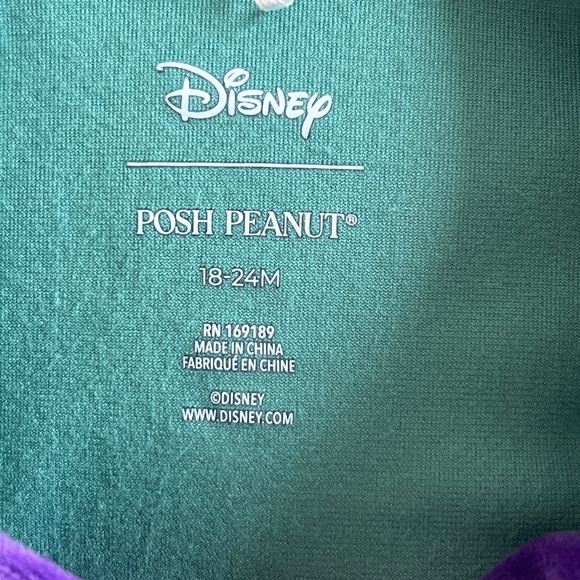 Disney
POSH PEANUT®
18-24M
RN 169189
MADE IN CHINA
FABRIQUÉ EN CHINE
©DISNEY
WWW.DISNEY.COM